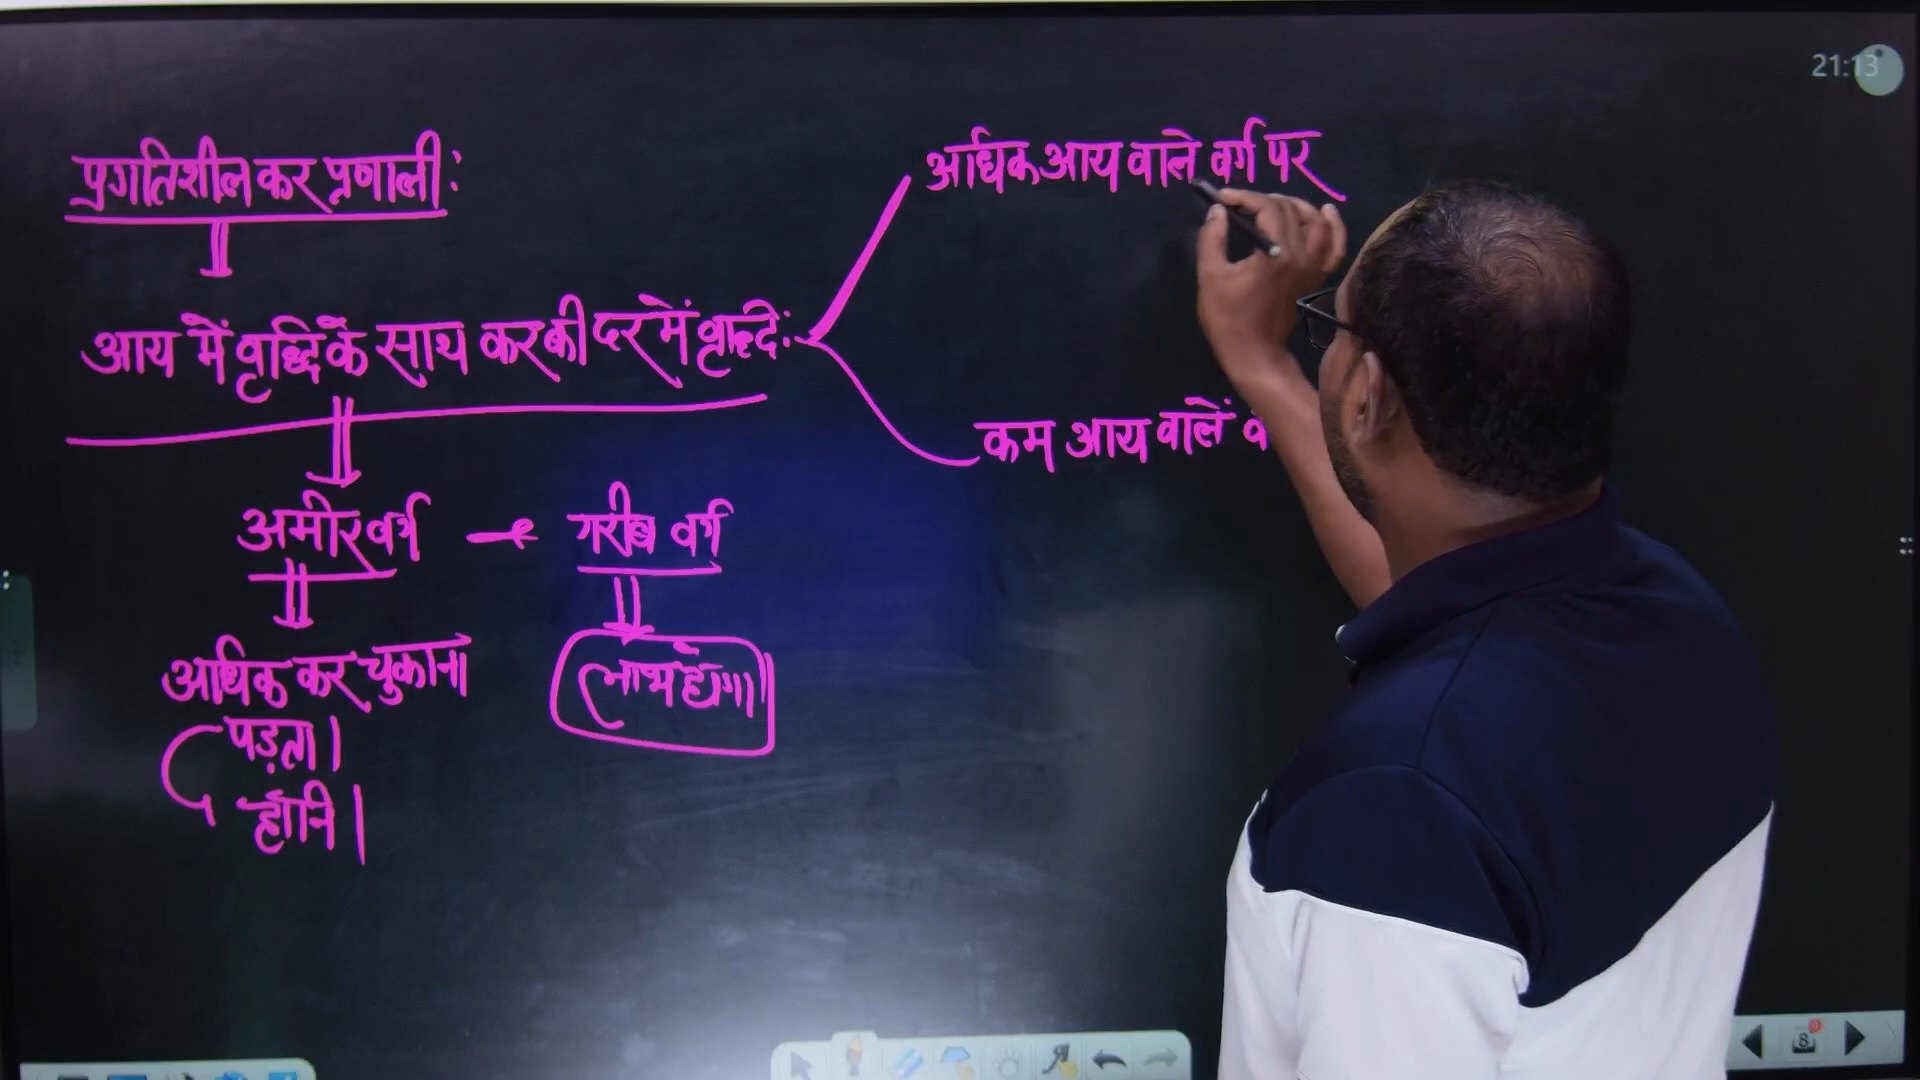 21:13
प्रगतिशील कर प्रणाली:
आय में वृद्धि के साथ कर की दर में वृद्धि:
अमीर वर्ग
गरीब वर्ग
अधिक कर चुकाना
पड़ता।
हानि।
लाभ होगा
अधिक आय वाले वर्ग पर
कम आय वालें
8